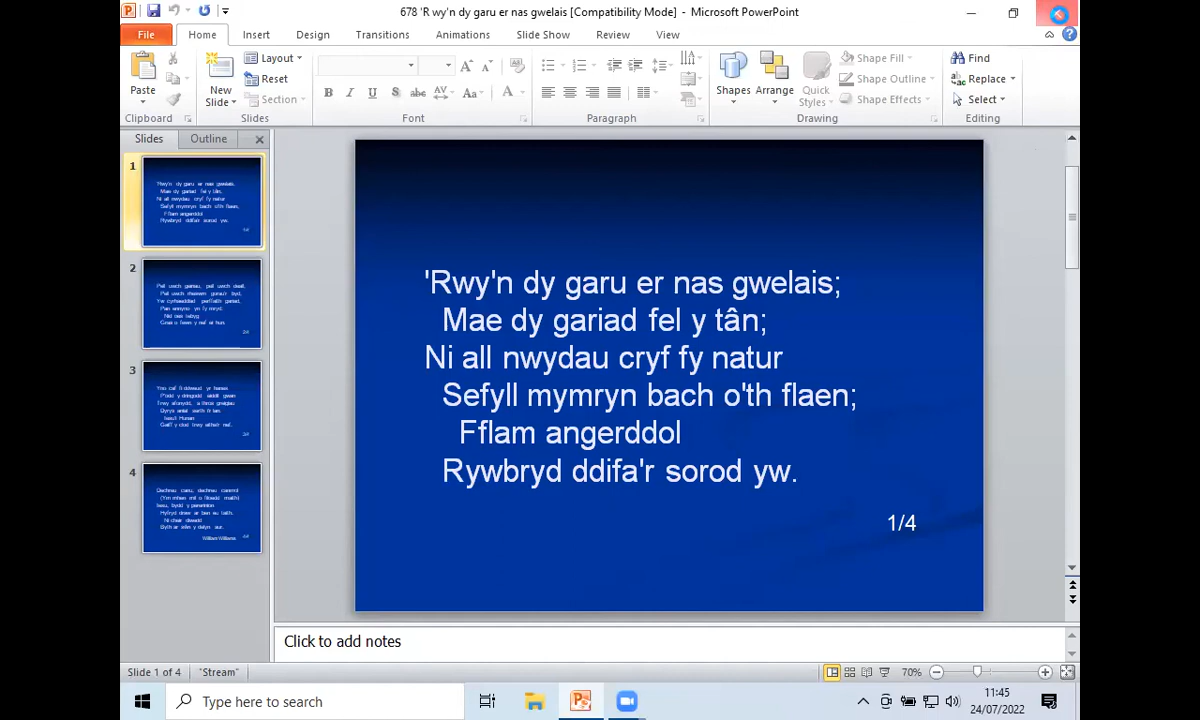 678 'R wy'n dy garu er nas gwelais [Compatibility Mode] - Microsoft PowerPoint
File Home Insert Design Transitions Animations Slide Show Review View
Paste
New Slide
Layout
Reset
Section
Shapes
Arrange
Quick Styles
Shape Fill
Shape Outline
Shape Effects
Find
Replace
Select
Clipboard Slides Font Paragraph Drawing Editing
Slides Outline
1
2
3
4
'Rwy'n dy garu er nas gwelais;
Mae dy gariad fel y tân;
Ni all nwydau cryf fy natur
Sefyll mymryn bach o'th flaen;
Fflam angerddol
Rywbryd ddifa'r sorod yw.
1/4
Click to add notes
Slide 1 of 4 "Stream" 70%
Type here to search
11:45
24/07/2022